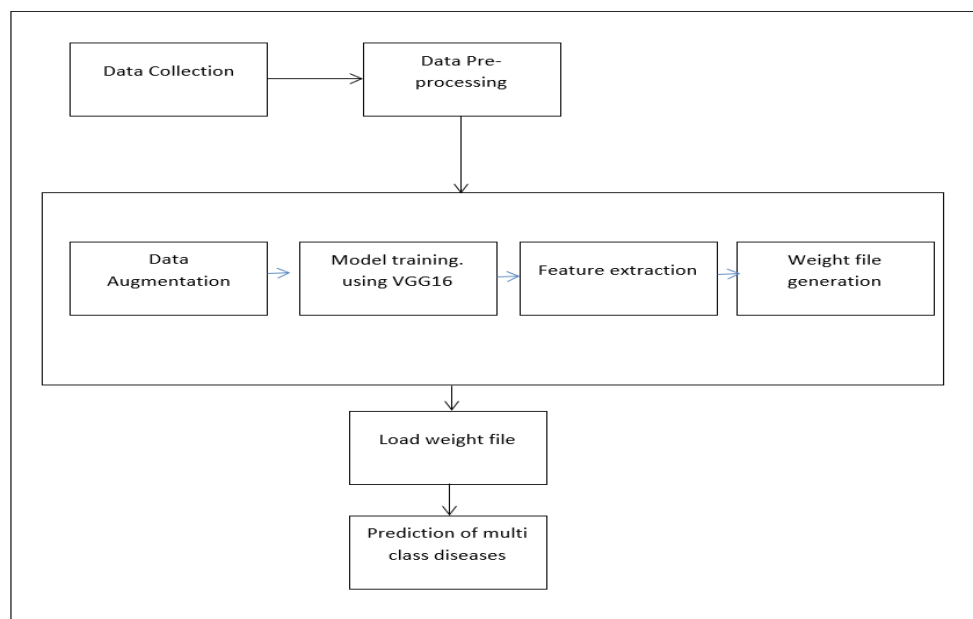 Data Collection
Data Pre-
processing
Data
Augmentation
Model training.
using VGG16
Feature extraction
Weight file
generation
Load weight file
Prediction of multi
class diseases